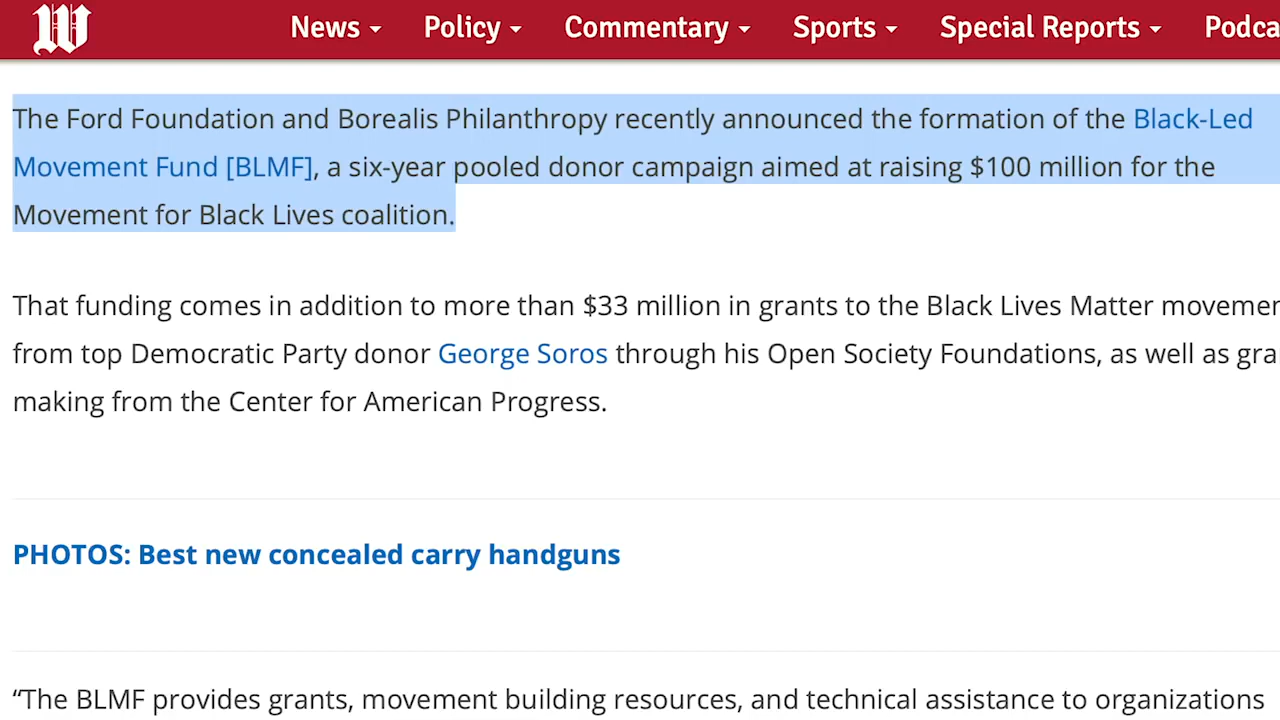 W
News Policy Commentary Sports Special Reports Podca
The Ford Foundation and Borealis Philanthropy recently announced the formation of the Black-Led
Movement Fund [BLMF], a six-year pooled donor campaign aimed at raising $100 million for the
Movement for Black Lives coalition.
That funding comes in addition to more than $33 million in grants to the Black Lives Matter movemen
from top Democratic Party donor George Soros through his Open Society Foundations, as well as gra
making from the Center for American Progress.
PHOTOS: Best new concealed carry handguns
“The BLMF provides grants, movement building resources, and technical assistance to organizations